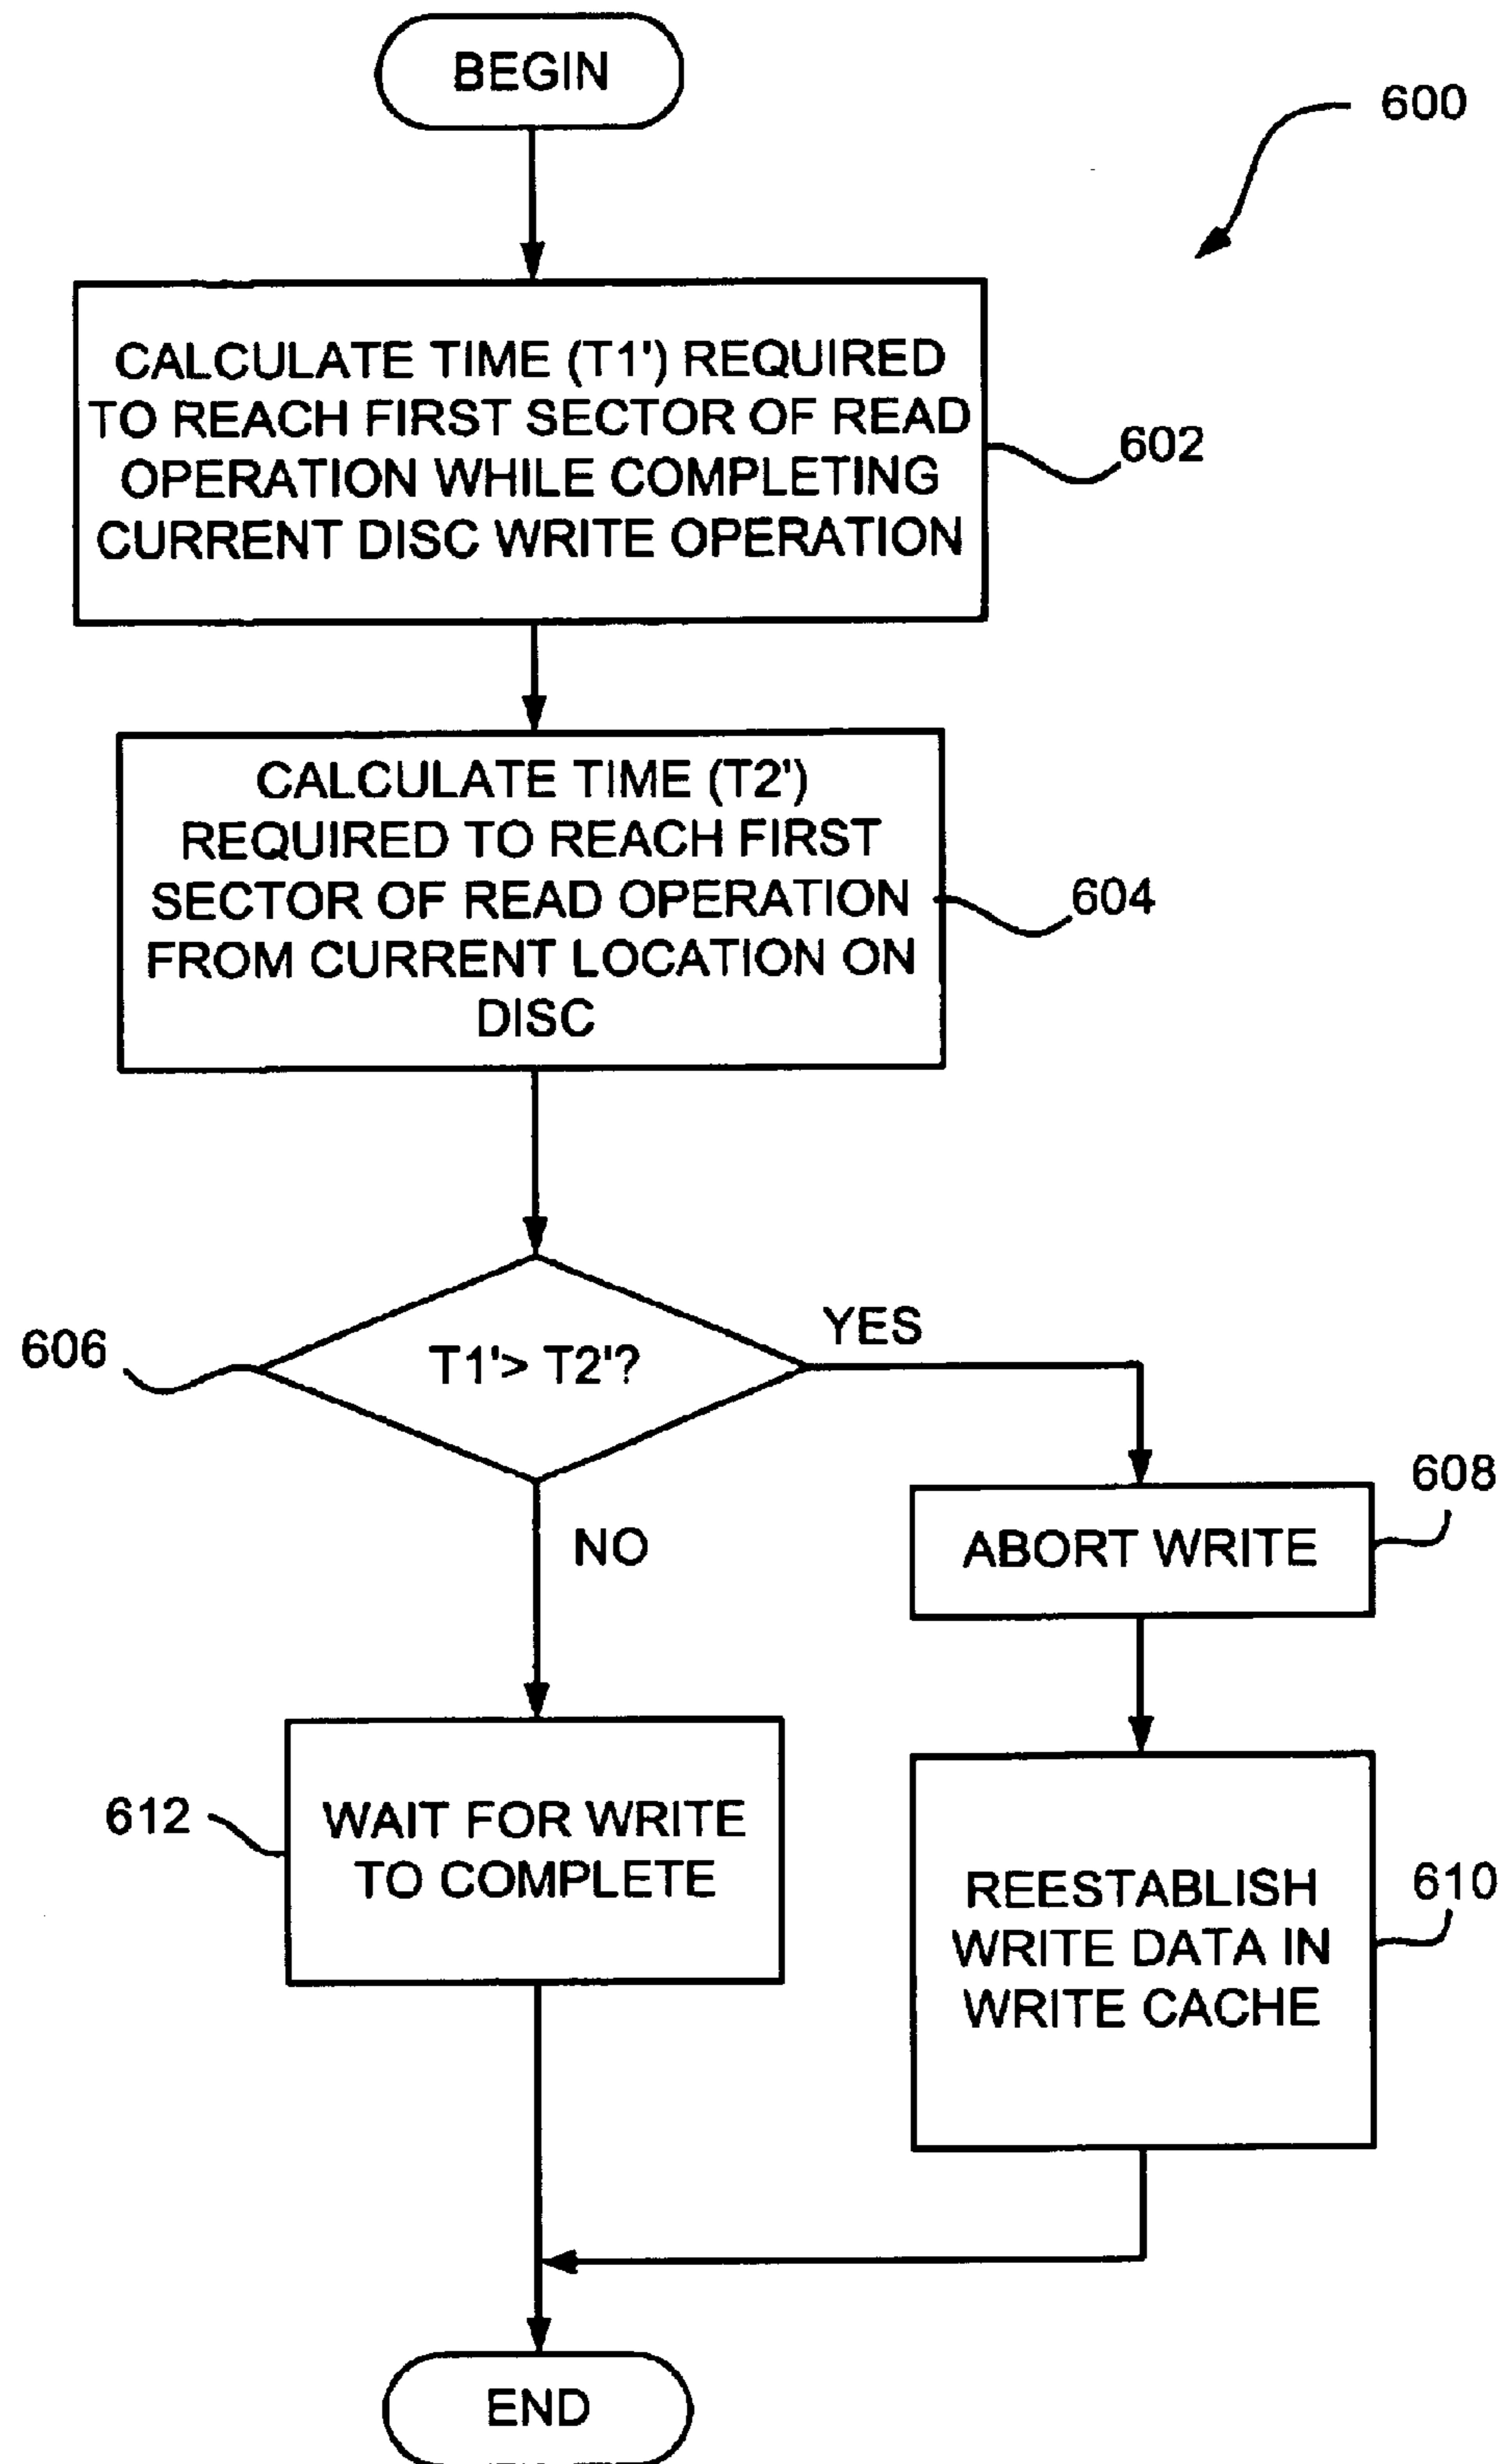 BEGIN
600
CALCULATE TIME (T1') REQUIRED
TO REACH FIRST SECTOR OF READ
OPERATION WHILE COMPLETING
CURRENT DISC WRITE OPERATION
602
CALCULATE TIME (T2')
REQUIRED TO REACH FIRST
SECTOR OF READ OPERATION
FROM CURRENT LOCATION ON
DISC
604
606
T1'> T2'?
YES
NO
608
ABORT WRITE
612
WAIT FOR WRITE
TO COMPLETE
REESTABLISH
WRITE DATA IN
WRITE CACHE
610
END